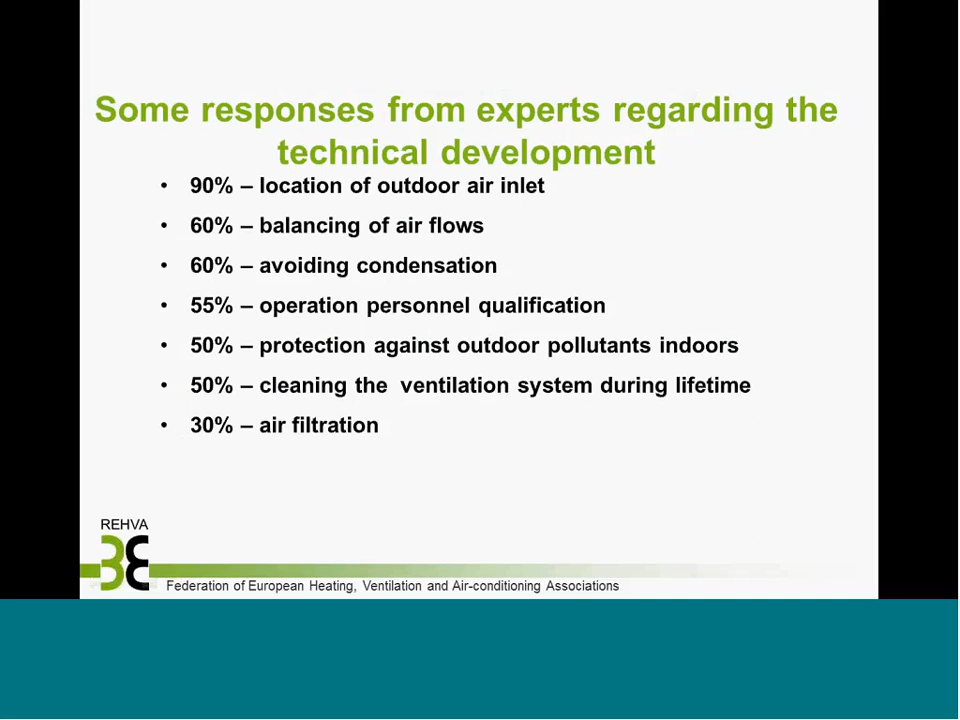 Some responses from experts regarding the
technical development
• 90% – location of outdoor air inlet
• 60% – balancing of air flows
• 60% – avoiding condensation
• 55% – operation personnel qualification
• 50% – protection against outdoor pollutants indoors
• 50% – cleaning the  ventilation system during lifetime
• 30% – air filtration
REHVA
Federation of European Heating, Ventilation and Air-conditioning Associations